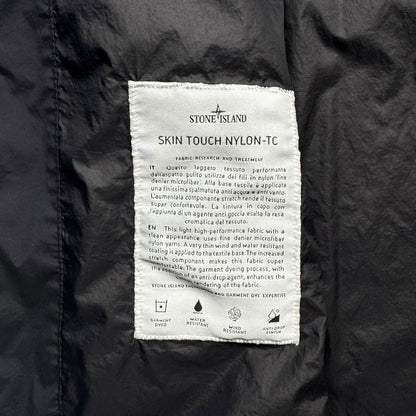 STONE ISLAND
SKIN TOUCH NYLON-TC
FABRIC RESEARCH AND TREATMENT
IT Questo leggero tessuto performante
dall'aspetto pulito utilizza dei fili in nylon 'fine
denier microfiber'. Alla base tessile è applicata
una finissima spalmatura anti acqua e anti vento.
L'aumentata componente stretch rende il tessuto
super confortevole. La tintura in capo con
l'aggiunta di un agente anti goccia esalta la resa
cromatica del tessuto.
EN This light high-performance fabric with a
clean appearance uses fine denier microfiber
nylon yarns. A very thin wind and water resistant
coating is applied to the textile base. The increased
stretch component makes this fabric super
The garment dyeing process, with
the of an anti-drop agent, enhances the
of the fabric.
STONE ISLAND AND GARMENT DYE EXPERTISE
GARMENT DYED
WATER RESISTANT
WIND RESISTANT
ANTI-DROP FINISH